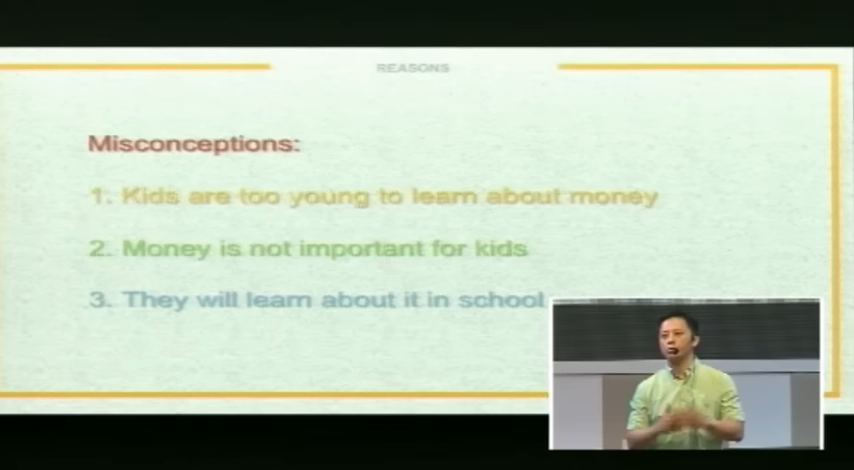 REASONS
Misconceptions:
1. Kids are too young to learn about money
2. Money is not important for kids
3. They will learn about it in school